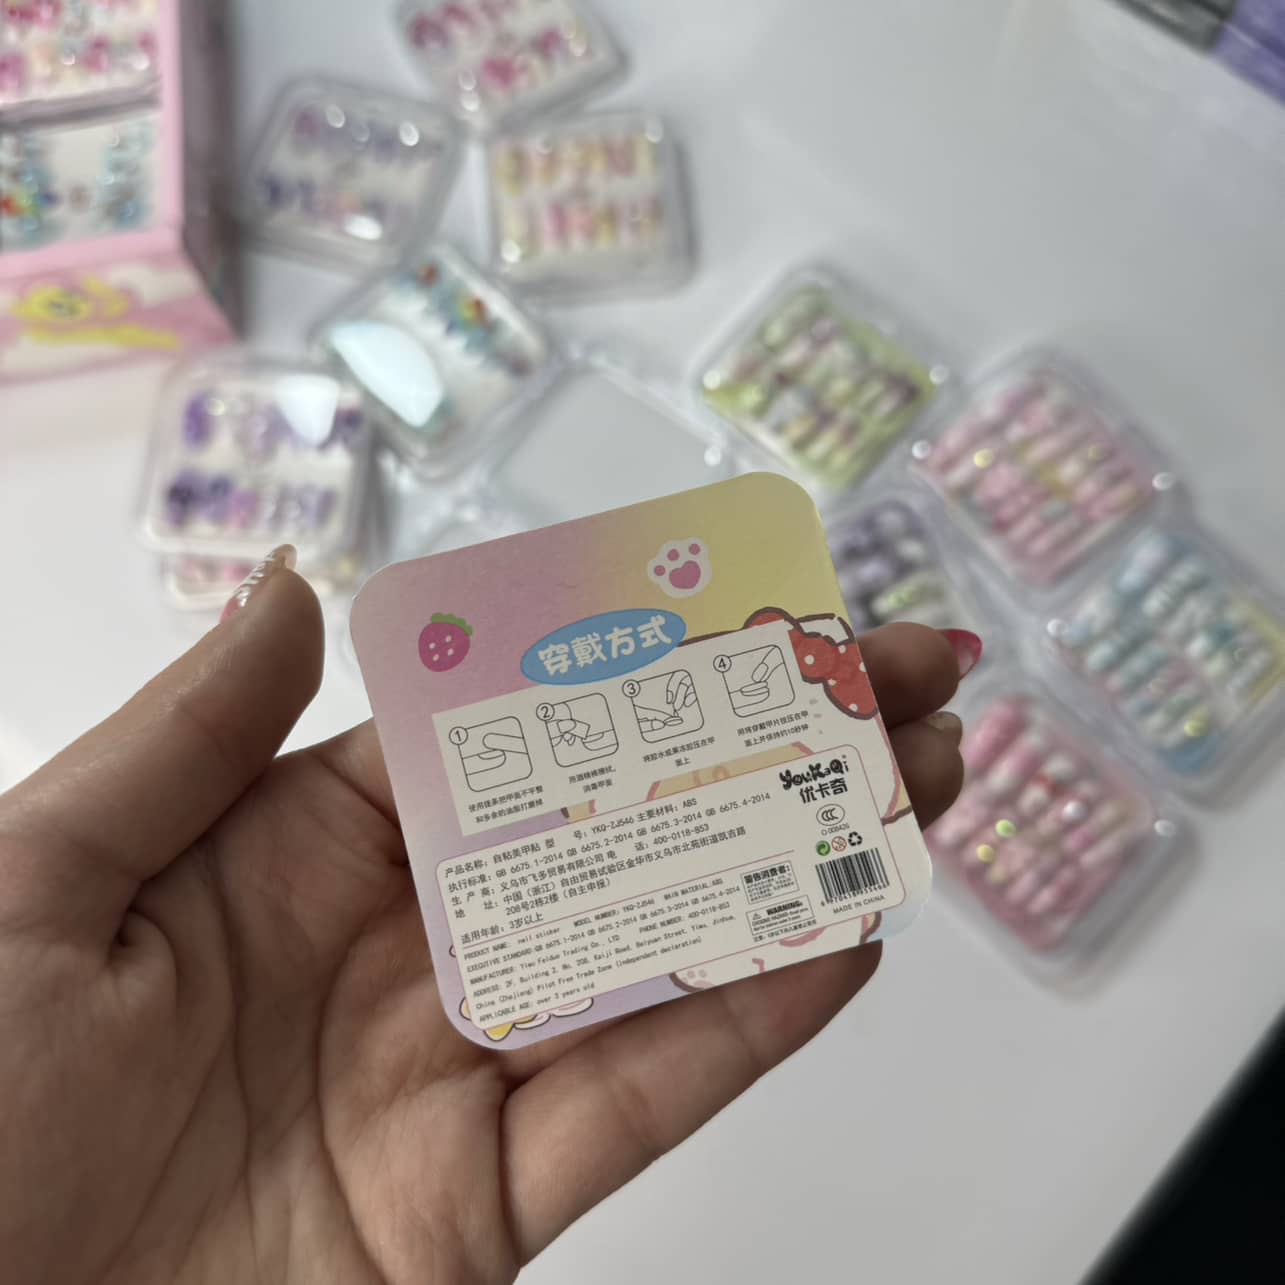 穿戴方式
①
②
③
④
使用搓条把甲面不平整
和多余的油脂打磨掉
用酒精棉擦拭,
消毒甲面
将胶水或果冻胶压在甲
面上
用将穿戴甲片按压在甲
面上并保持约10秒钟
YouKaQi
优卡奇
CCC
产品名称: 自粘美甲粘 型 号: YKQ-ZJ546 主要材料: ABS
执行标准: GB 6675.1-2014 GB 6675.2-2014 GB 6675.3-2014 GB 6675.4-2014
生 产 商: 义乌市飞多贸易有限公司 电 话: 400-0118-853
地 址: 中国(浙江)自由贸易试验区金华市义乌市北苑街道凯吉路
208号2栋2楼(自主申报)
适用年龄: 3岁以上
PRODUCT NAME: nail sticker MODEL NUMBER: YKQ-ZJ546 MAIN MATERIAL: ABS
EXECUTIVE STANDARD: GB 6675.1-2014 GB 6675.2-2014 GB 6675.3-2014 GB 6675.4-2014
MANUFACTURER: Yiwu Feiduo Trading Co., LTD PHONE NUMBER: 400-0118-853
ADDRESS: 2F, Building 2, No. 208, Kaiji Road, Beiyuan Street, Yiwu, Jinhua,
China (Zhejiang) Pilot Free Trade Zone (independent declaration)
APPLICABLE AGE: over 3 years old
警告消费者:
WARNING:
MADE IN CHINA